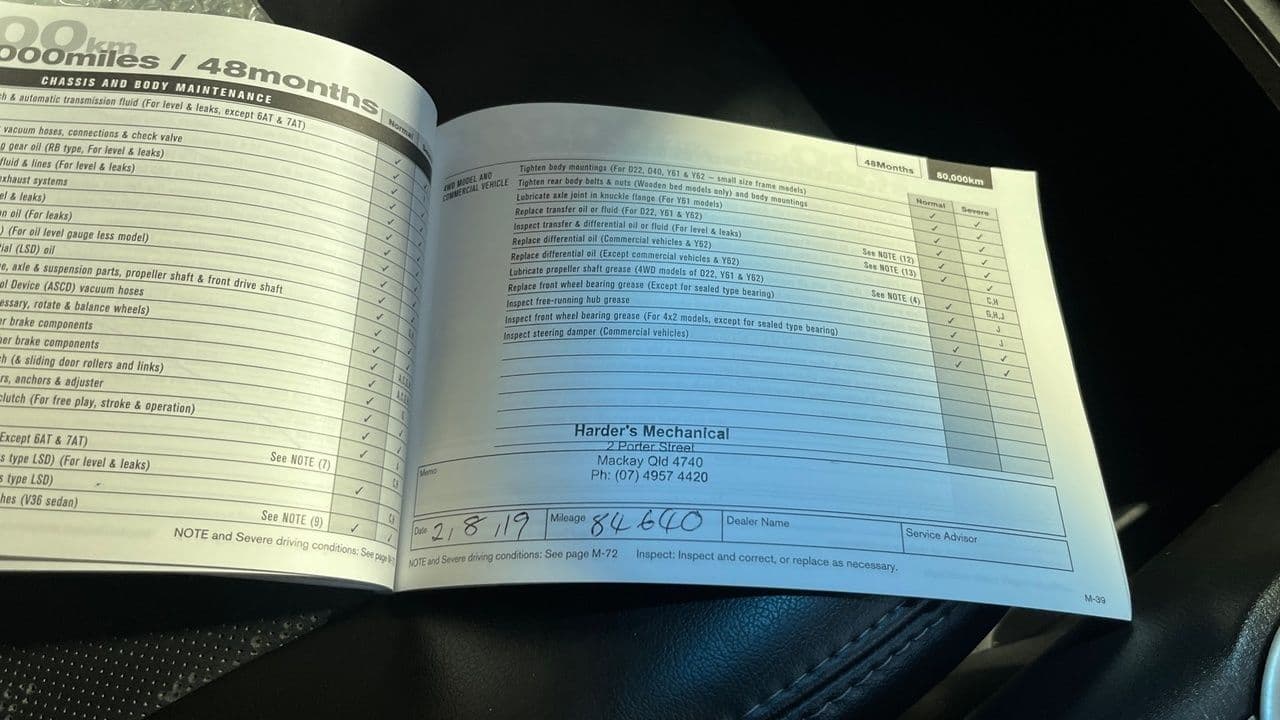 00km
000miles / 48months
CHASSIS AND BODY MAINTENANCE
Normal
& automatic transmission fluid (For level & leaks, except 6AT & 7AT)
vacuum hoses, connections & check valve
gear oil (RB type, For level & leaks)
fluid & lines (For level & leaks)
systems
& leaks)
oil (For leaks)
(For oil level gauge less model)
(LSD) oil
axle & suspension parts, propeller shaft & front drive shaft
Device (ASCD) vacuum hoses
rotate & balance wheels)
brake components
brake components
(& sliding door rollers and links)
anchors & adjuster
(For free play, stroke & operation)
Except 6AT & 7AT)
See NOTE (7)
type LSD) (For level & leaks)
type LSD)
(V36 sedan)
See NOTE (9)
NOTE and Severe driving conditions: See page
48Months
80,000km
Normal Severe
4WD MODEL AND COMMERCIAL VEHICLE
Tighten body mountings (For D22, D40, Y61 & Y62 – small size frame models)
Tighten rear body bolts & nuts (Wooden bed models only) and body mountings
Lubricate axle joint in knuckle flange (For Y61 models)
Replace transfer oil or fluid (For D22, Y61 & Y62)
Inspect transfer & differential oil or fluid (For level & leaks)
Replace differential oil (Commercial vehicles & Y62) See NOTE (12)
Replace differential oil (Except commercial vehicles & Y62) See NOTE (13)
Lubricate propeller shaft grease (4WD models of D22, Y61 & Y62)
Replace front wheel bearing grease (Except for sealed type bearing) See NOTE (4)
Inspect free-running hub grease
Inspect front wheel bearing grease (For 4x2 models, except for sealed type bearing)
Inspect steering damper (Commercial vehicles)
C,H
G,H,J
J
J
Harder's Mechanical
2 Porter Street
Mackay Qld 4740
Ph: (07) 4957 4420
Memo
Date 2, 8, 19 Mileage 84640 Dealer Name Service Advisor
NOTE and Severe driving conditions: See page M-72 Inspect: Inspect and correct, or replace as necessary.
M-39